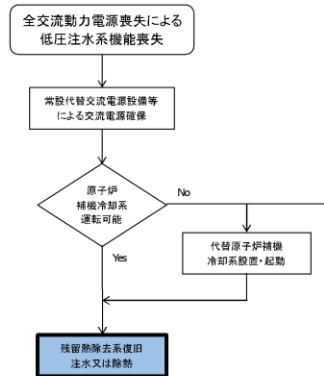 全交流動力電源喪失による
低圧注水系機能喪失
常設代替交流電源設備等
による交流電源確保
原子炉
補機冷却系
運転可能
No
Yes
代替原子炉補機
冷却系設置・起動
残留熱除去系復旧
注水又は除熱